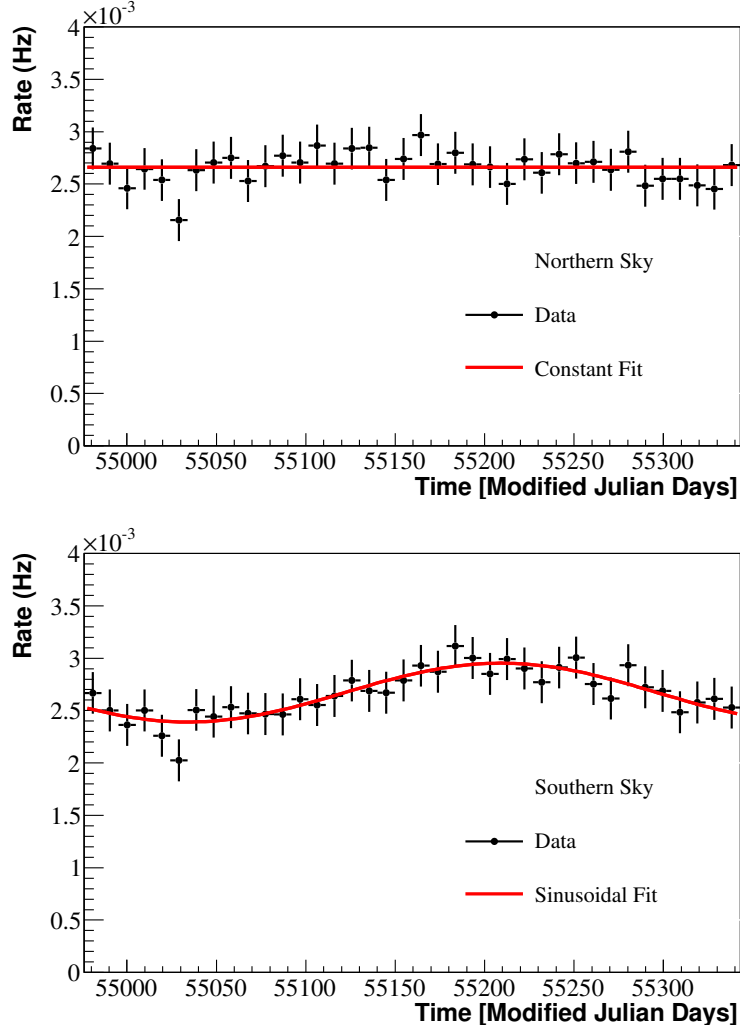 ×10⁻³
Rate (Hz)
4
3.5
3
2.5
2
1.5
1
0.5
0
Northern Sky
Data
Constant Fit
55000 55050 55100 55150 55200 55250 55300
Time [Modified Julian Days]
×10⁻³
Rate (Hz)
4
3.5
3
2.5
2
1.5
1
0.5
0
Southern Sky
Data
Sinusoidal Fit
55000 55050 55100 55150 55200 55250 55300
Time [Modified Julian Days]